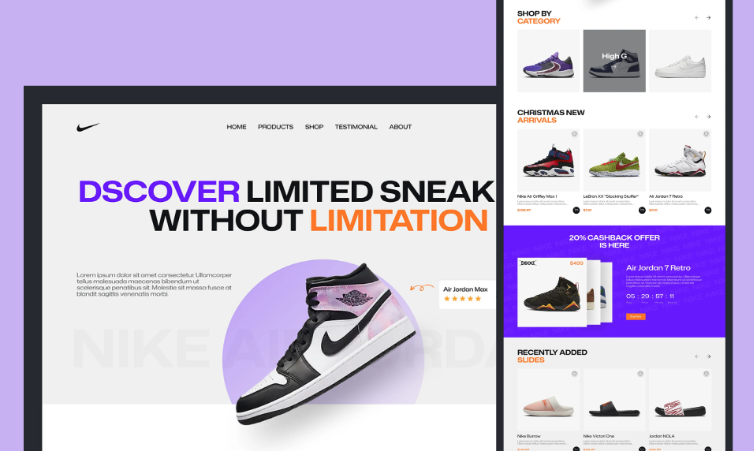 HOME PRODUCTS SHOP TESTIMONIAL ABOUT
DSCOVER LIMITED SNEAK
WITHOUT LIMITATION
Lorem ipsum dolor sit amet consectetur Ullamcorper
tellus malesuada maecenas bibendum ut
scelerisque penatibus sit. Molestie sit massa fusce at
blandit sagittis venenatis morbi
Air Jordan Max
NIKE AIR JORDA
SHOP BY
CATEGORY
High G
CHRISTMAS NEW
ARRIVALS
Nike Air Griffey Max 1
LeBron XIV "Stocking Stuffer"
Air Jordan 7 Retro
20% CASHBACK OFFER
IS HERE
$400
Air Jordan 7 Retro
05 : 29 : 57 : 11
RECENTLY ADDED
SLIDES
Nike Burrow
Nike Victori One
Jordan NOLA